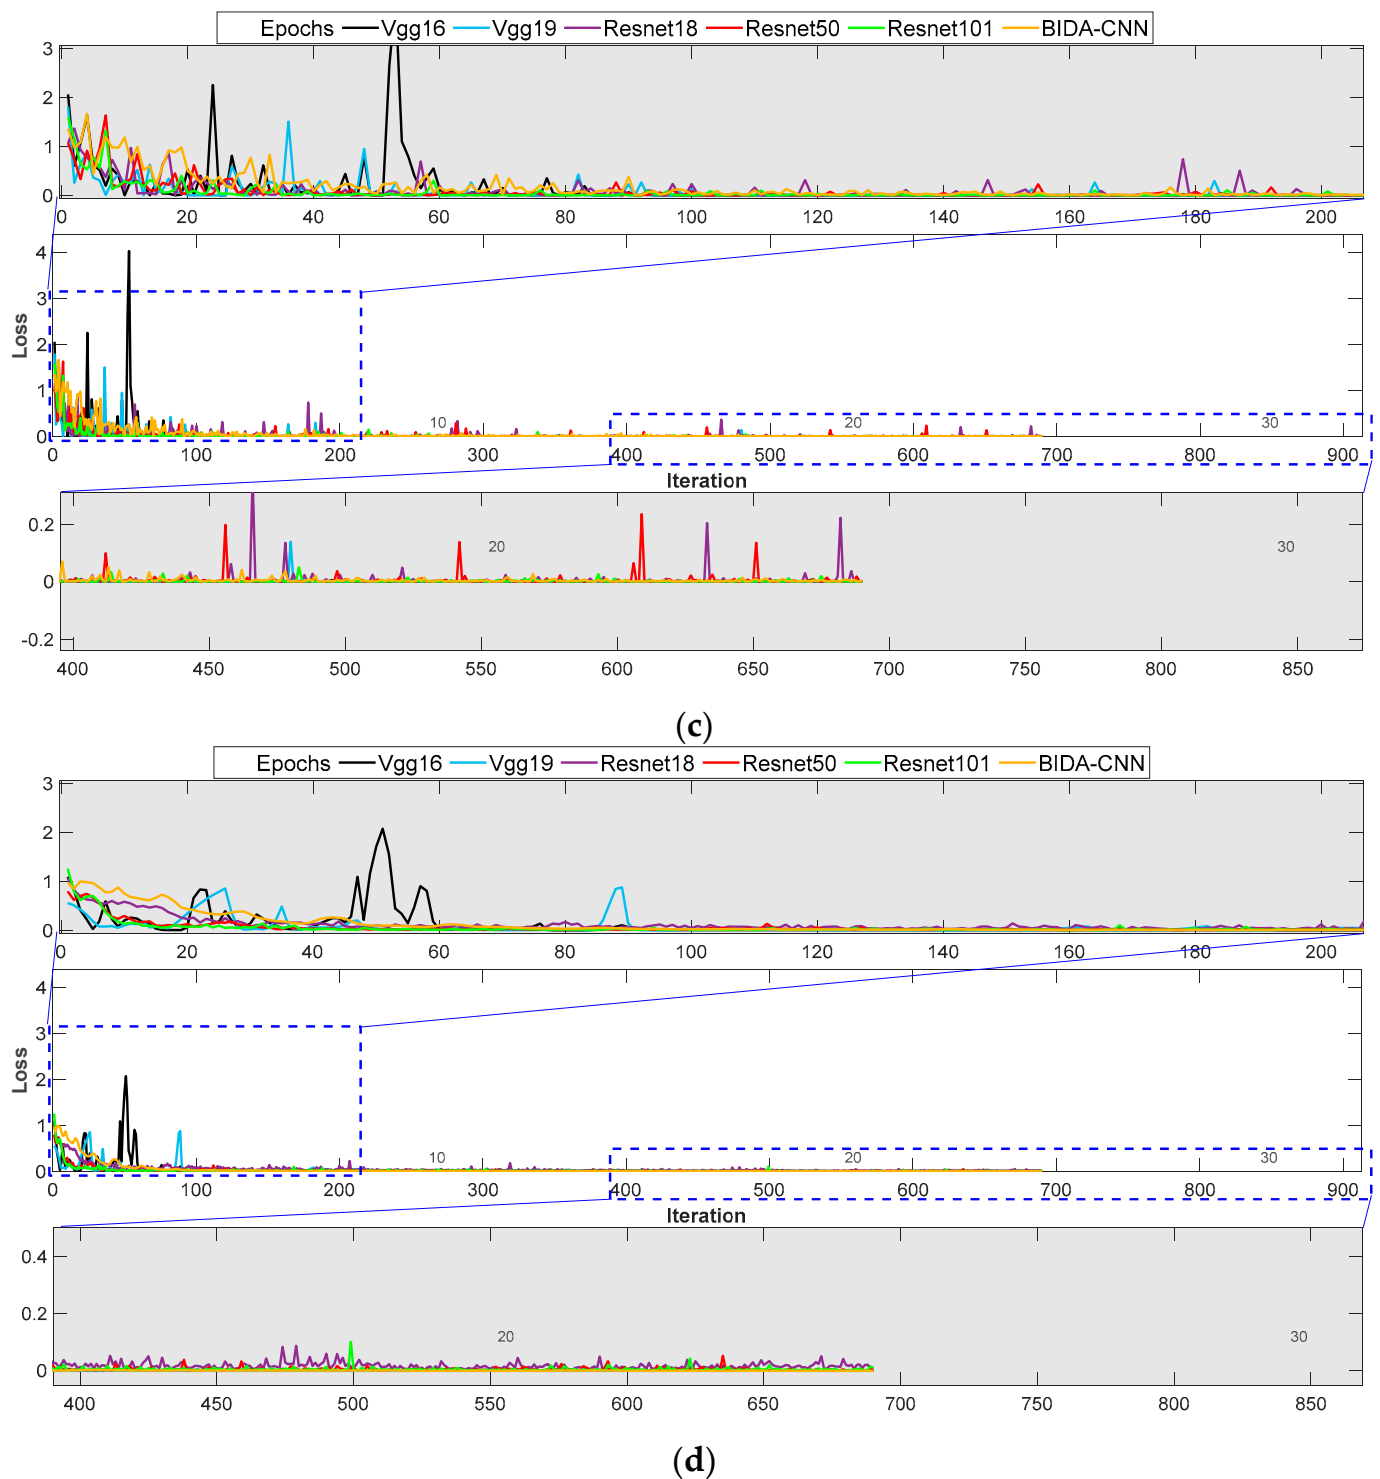 Epochs Vgg16 Vgg19 Resnet18 Resnet50 Resnet101 BIDA-CNN
3
2
1
0
0 20 40 60 80 100 120 140 160 180 200
4
3
2
1
0
Loss
10 20 30
0 100 200 300 400 500 600 700 800 900
Iteration
0.2
0
-0.2
20 30
400 450 500 550 600 650 700 750 800 850
(c)
Epochs Vgg16 Vgg19 Resnet18 Resnet50 Resnet101 BIDA-CNN
3
2
1
0
0 20 40 60 80 100 120 140 160 180 200
4
3
2
1
0
Loss
10 20 30
0 100 200 300 400 500 600 700 800 900
Iteration
0.4
0.2
0
20 30
400 450 500 550 600 650 700 750 800 850
(d)